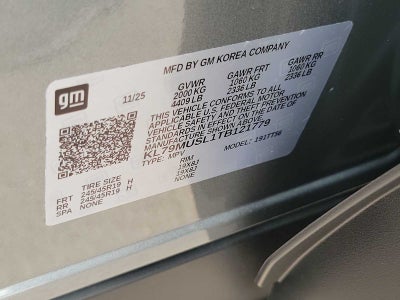 gm
MFD BY GM KOREA COMPANY
11/25
GVWR GAWR FRT GAWR RR
2000 KG 1060 KG 1060 KG
4409 LB 2336 LB 2336 LB
THIS VEHICLE CONFORMS TO ALL
APPLICABLE U.S. FEDERAL MOTOR
VEHICLE SAFETY AND THEFT PREVENTION
STANDARDS IN EFFECT ON THE DATE OF
MANUFACTURE SHOWN ABOVE.
KL79MUSL1TB121779
TYPE: MPV MODEL: 1S1TT56
TIRE SIZE RIM
FRT 245/45R19 H 19X8J
RR 245/45R19 H 19X8J
SPA NONE NONE